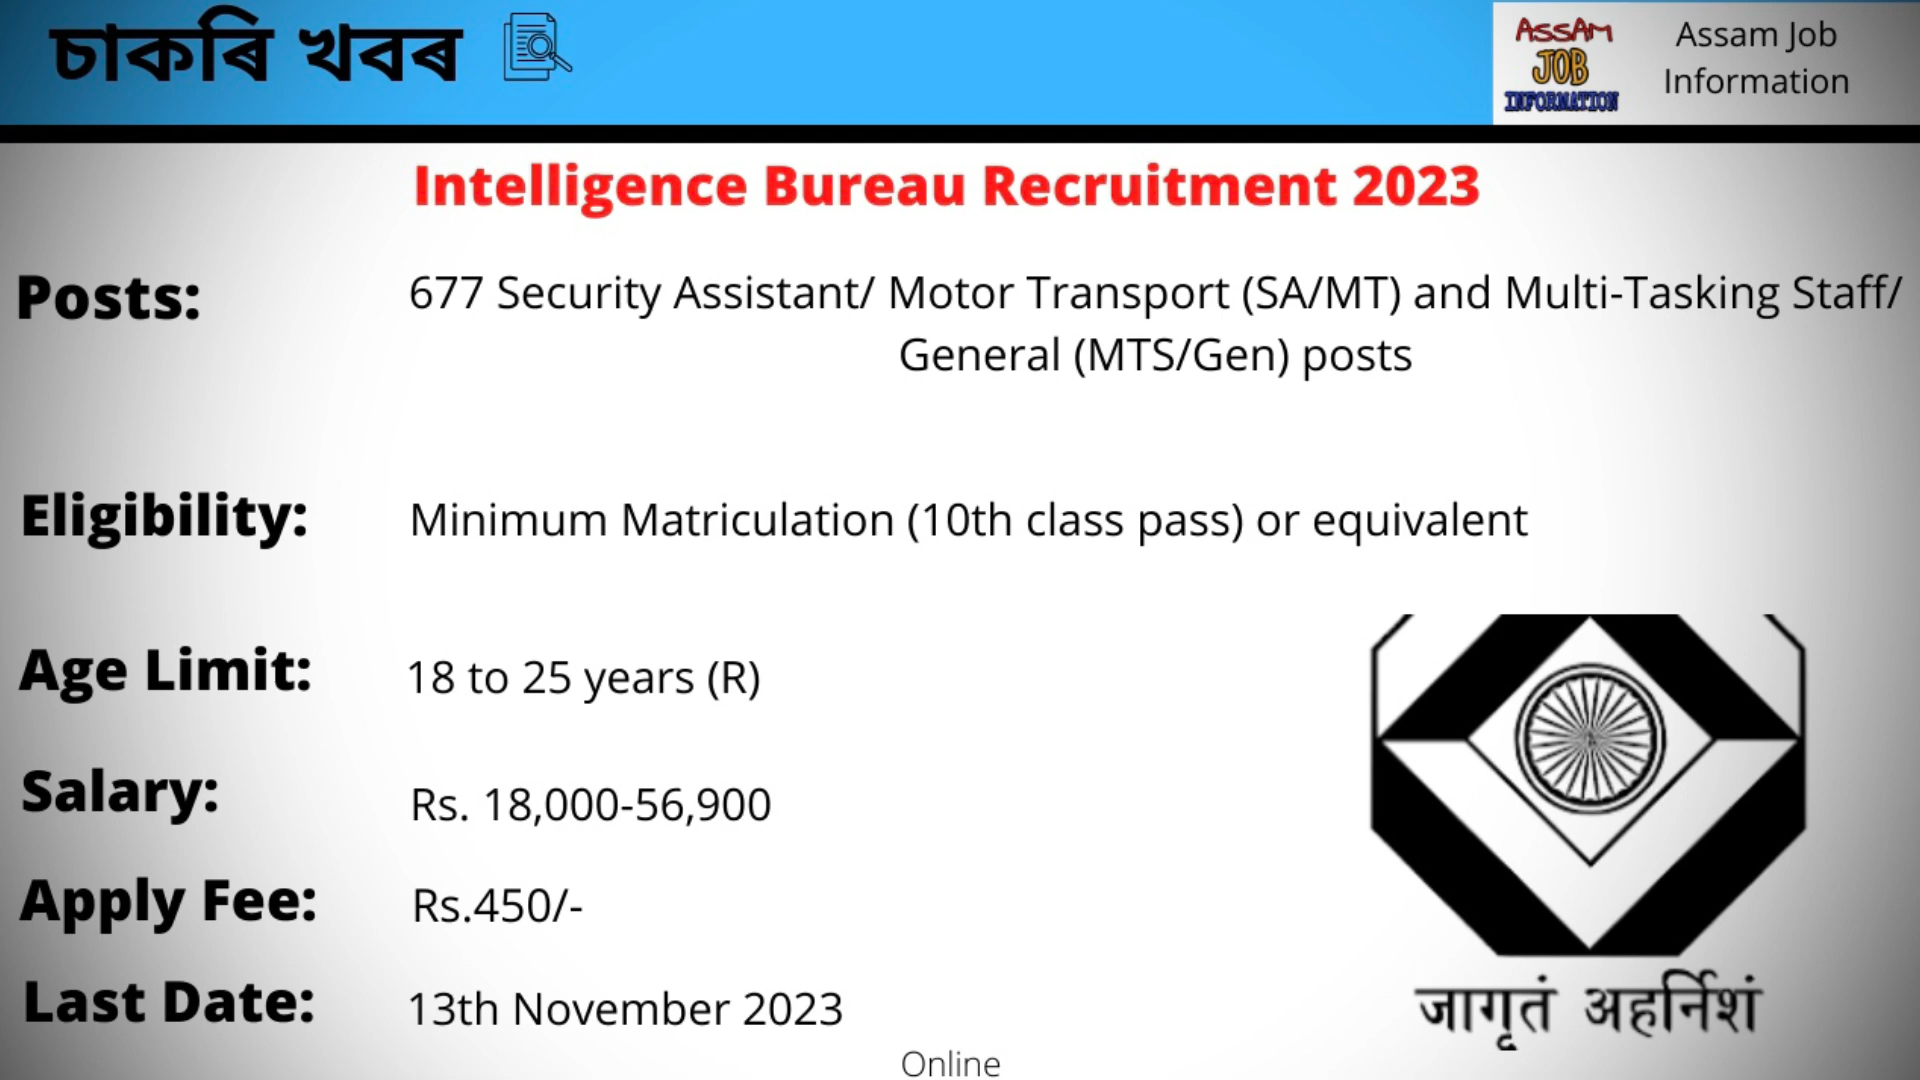 চাকৰি খবৰ
ASSAM
JOB
INFORMATION
Assam Job
Information
Intelligence Bureau Recruitment 2023
Posts: 677 Security Assistant/ Motor Transport (SA/MT) and Multi-Tasking Staff/
General (MTS/Gen) posts
Eligibility: Minimum Matriculation (10th class pass) or equivalent
Age Limit: 18 to 25 years (R)
Salary: Rs. 18,000-56,900
Apply Fee: Rs.450/-
Last Date: 13th November 2023
जागृतं अहर्निशं
Online